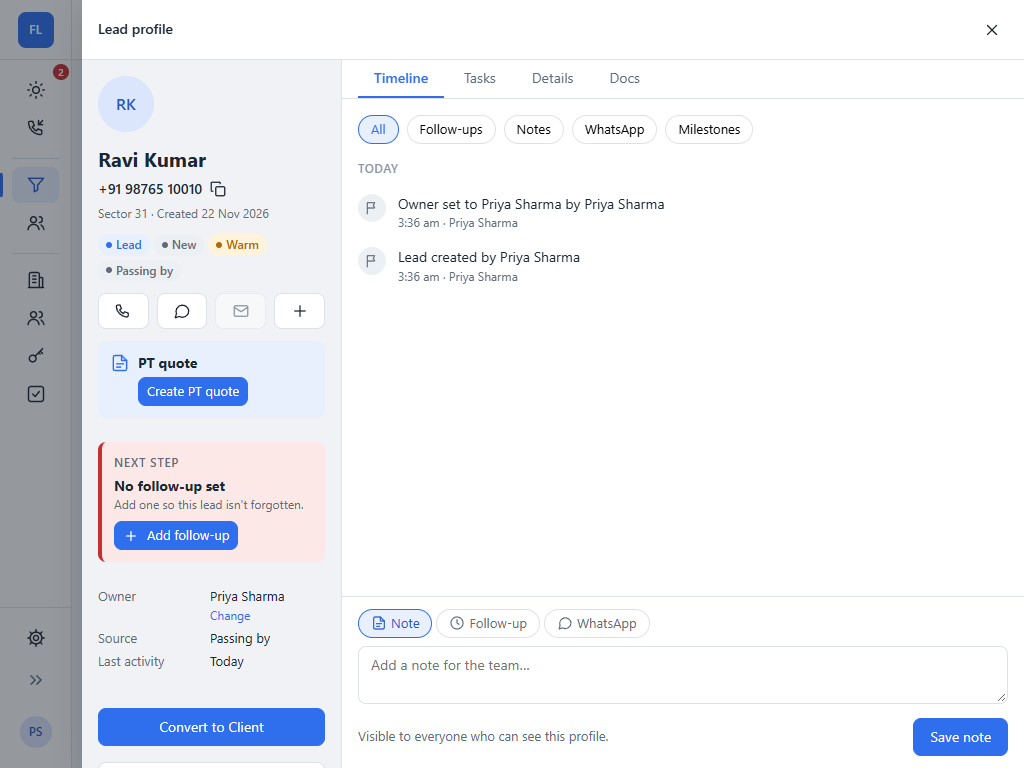 FL
2
PS
Lead profile
RK
Ravi Kumar
+91 98765 10010
Sector 31 · Created 22 Nov 2026
Lead
New
Warm
Passing by
PT quote
Create PT quote
NEXT STEP
No follow-up set
Add one so this lead isn't forgotten.
Add follow-up
Owner
Priya Sharma
Change
Source
Passing by
Last activity
Today
Convert to Client
Timeline
Tasks
Details
Docs
All
Follow-ups
Notes
WhatsApp
Milestones
TODAY
Owner set to Priya Sharma by Priya Sharma
3:36 am · Priya Sharma
Lead created by Priya Sharma
3:36 am · Priya Sharma
Note
Follow-up
WhatsApp
Add a note for the team...
Visible to everyone who can see this profile.
Save note